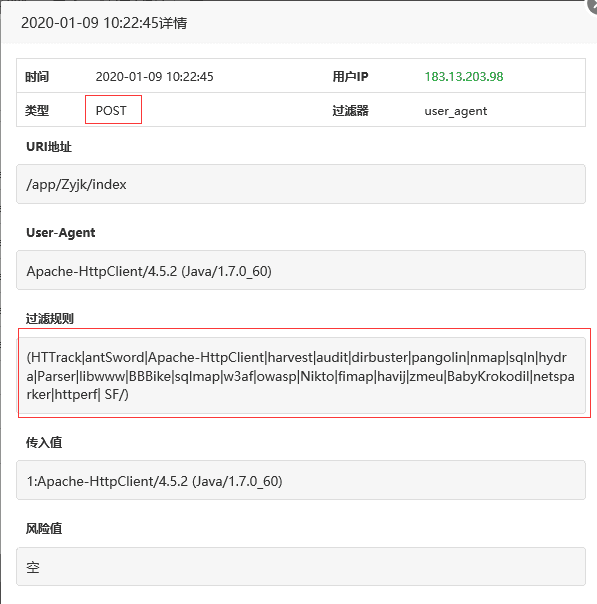 2020-01-09 10:22:45详情
时间 2020-01-09 10:22:45 用户IP 183.13.203.98
类型 POST 过滤器 user_agent
URI地址
/app/Zyjk/index
User-Agent
Apache-HttpClient/4.5.2 (Java/1.7.0_60)
过滤规则
(HTTrack|antSword|Apache-HttpClient|harvest|audit|dirbuster|pangolin|nmap|sqln|hydr
a|Parser|libwww|BBBike|sqlmap|w3af|owasp|Nikto|fimap|havij|zmeu|BabyKrokodil|netspa
rker|httperf| SF/)
传入值
1:Apache-HttpClient/4.5.2 (Java/1.7.0_60)
风险值
空